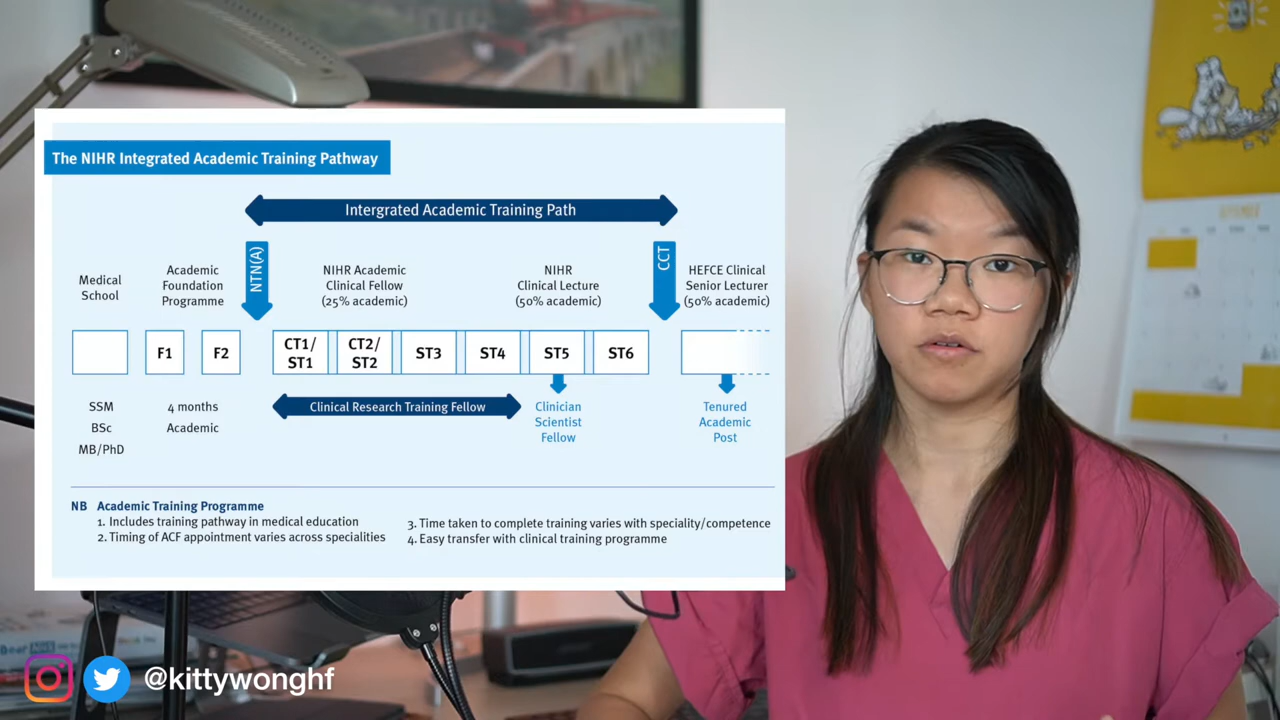 The NIHR Integrated Academic Training Pathway
Intergrated Academic Training Path
NTN(A)
CCT
Medical
School
Academic
Foundation
Programme
NIHR Academic
Clinical Fellow
(25% academic)
NIHR
Clinical Lecture
(50% academic)
HEFCE Clinical
Senior Lecturer
(50% academic)
F1
F2
CT1/
ST1
CT2/
ST2
ST3
ST4
ST5
ST6
SSM
BSc
MB/PhD
4 months
Academic
Clinical Research Training Fellow
Clinician
Scientist
Fellow
Tenured
Academic
Post
NB Academic Training Programme
1. Includes training pathway in medical education
2. Timing of ACF appointment varies across specialities
3. Time taken to complete training varies with speciality/competence
4. Easy transfer with clinical training programme
@kittywonghf